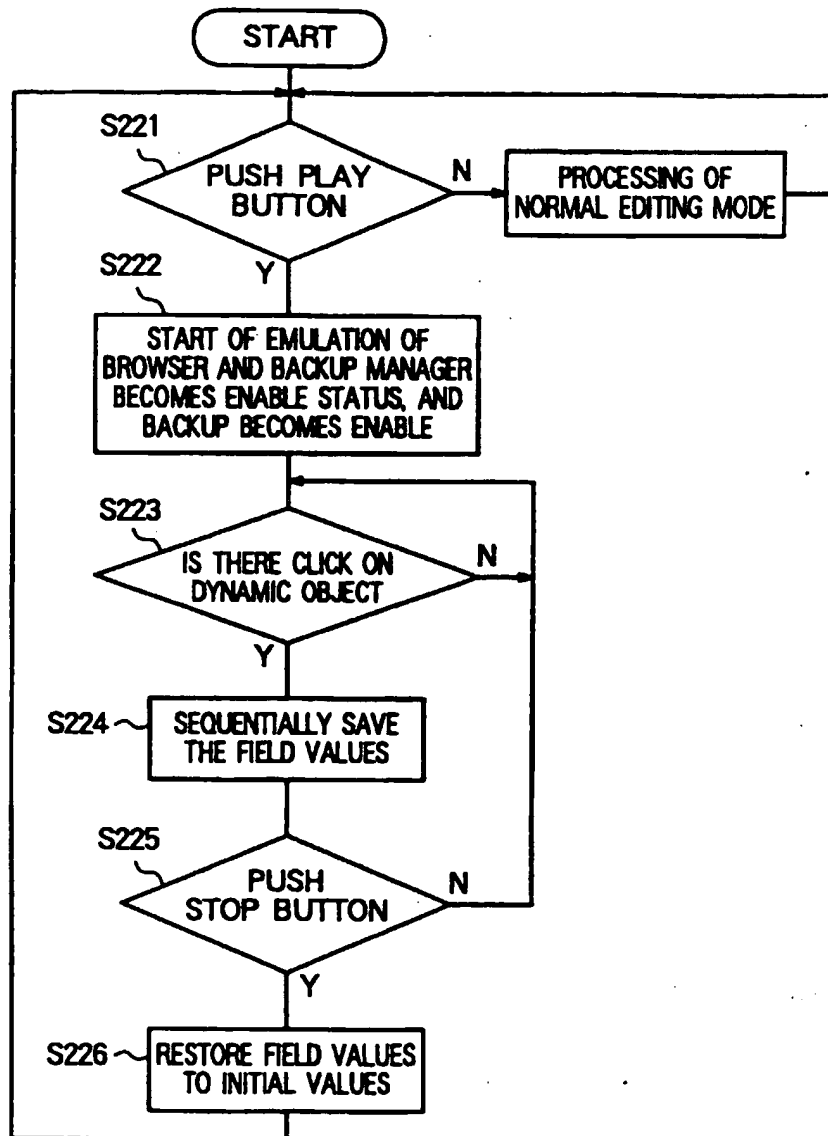 START
S221
PUSH PLAY
BUTTON
N
PROCESSING OF
NORMAL EDITING MODE
Y
S222
START OF EMULATION OF
BROWSER AND BACKUP MANAGER
BECOMES ENABLE STATUS, AND
BACKUP BECOMES ENABLE
S223
IS THERE CLICK ON
DYNAMIC OBJECT
N
Y
S224
SEQUENTIALLY SAVE
THE FIELD VALUES
S225
PUSH
STOP BUTTON
N
Y
S226
RESTORE FIELD VALUES
TO INITIAL VALUES